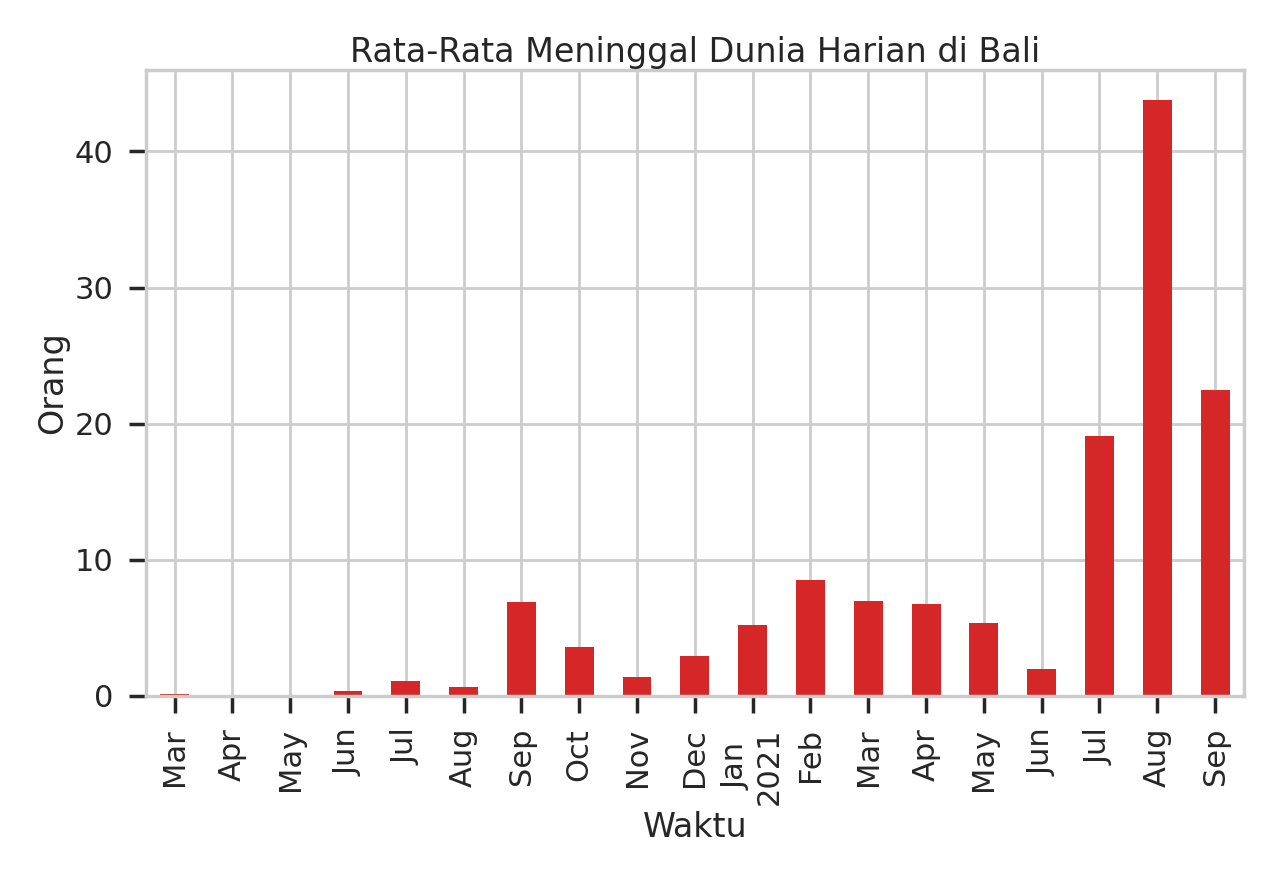 Rata-Rata Meninggal Dunia Harian di Bali
Orang
40
30
20
10
0
Mar
Apr
May
Jun
Jul
Aug
Sep
Oct
Nov
Dec
Jan
2021
Feb
Mar
Apr
May
Jun
Jul
Aug
Sep
Waktu